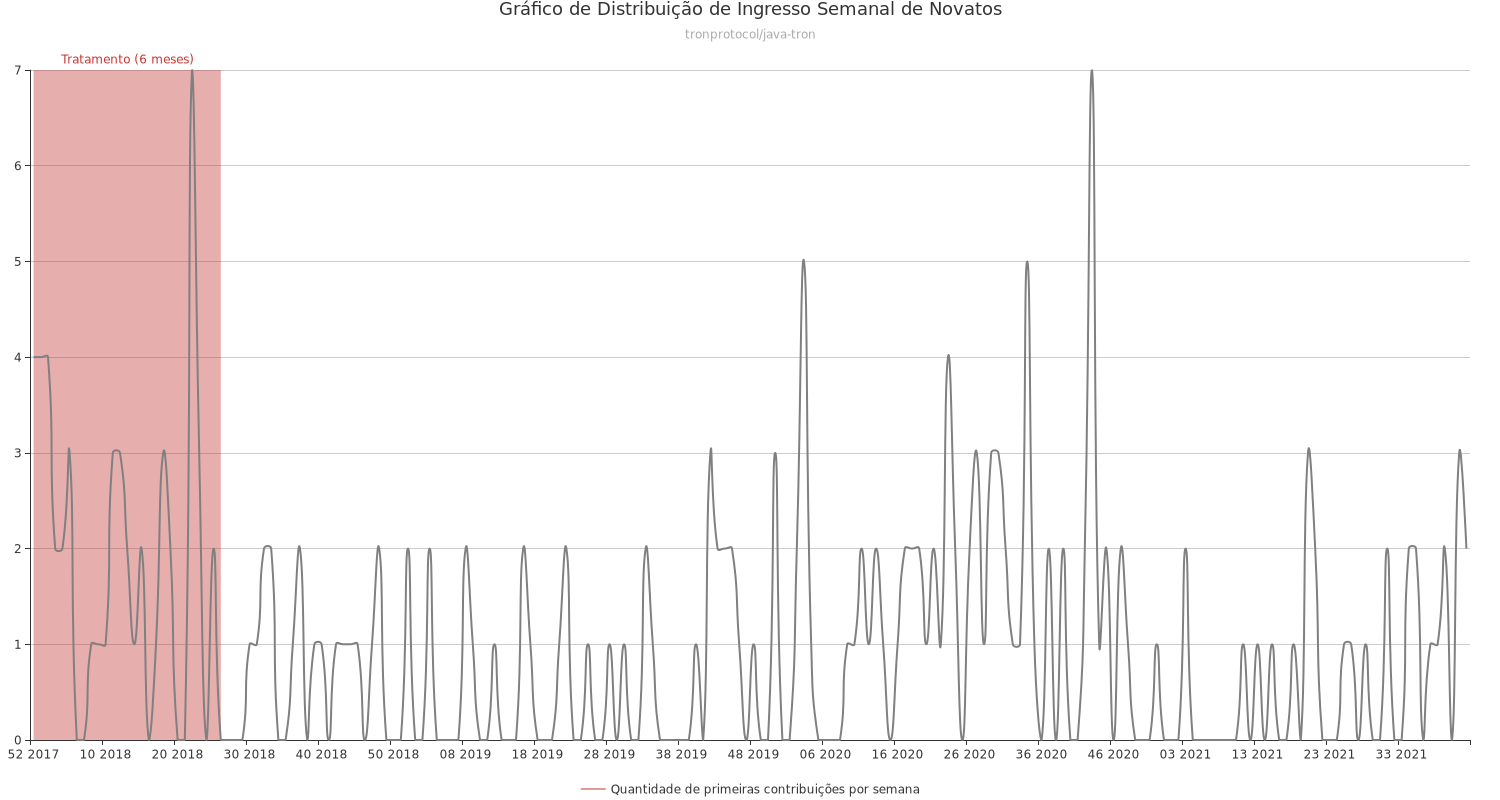 Gráfico de Distribuição de Ingresso Semanal de Novatos
tronprotocol/java-tron
Tratamento (6 meses)
7
6
5
4
3
2
1
0
52 2017 10 2018 20 2018 30 2018 40 2018 50 2018 08 2019 18 2019 28 2019 38 2019 48 2019 06 2020 16 2020 26 2020 36 2020 46 2020 03 2021 13 2021 23 2021 33 2021
Quantidade de primeiras contribuições por semana